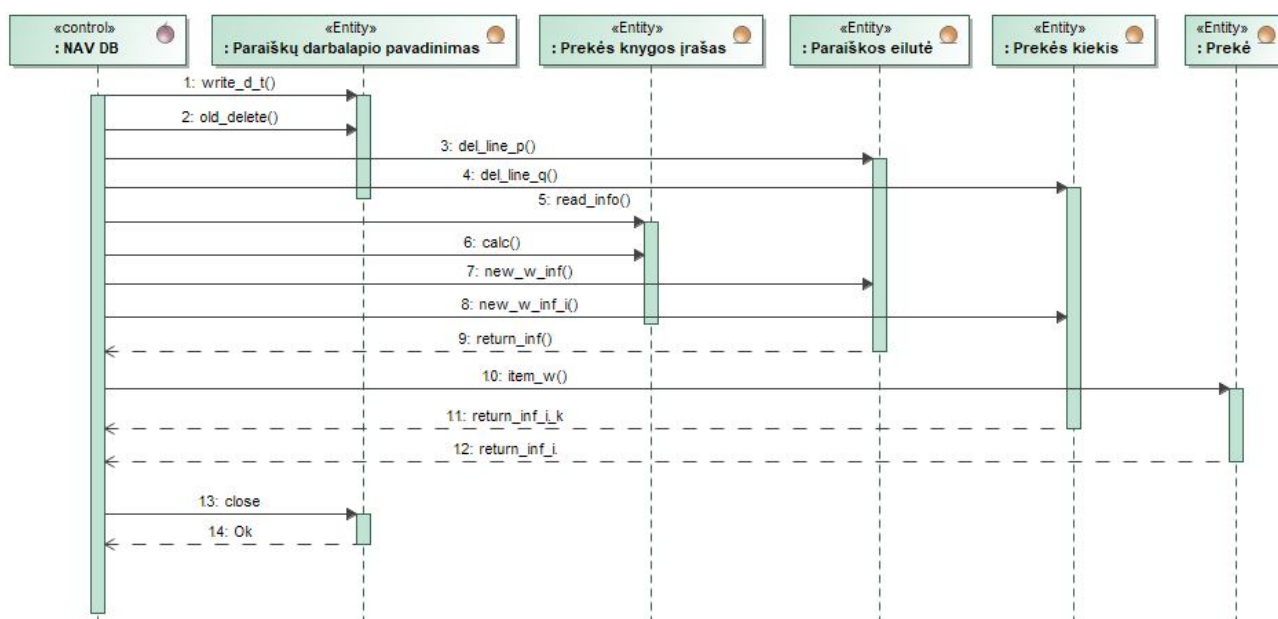 «control»
: NAV DB
«Entity»
: Paraiškų darbalapio pavadinimas
«Entity»
: Prekės knygos įrašas
«Entity»
: Paraiškos eilutė
«Entity»
: Prekės kiekis
«Entity»
: Prekė
1: write_d_t()
2: old_delete()
3: del_line_p()
4: del_line_q()
5: read_info()
6: calc()
7: new_w_inf()
8: new_w_inf_i()
9: return_inf()
10: item_w()
11: return_inf_i_k
12: return_inf_i.
13: close
14: Ok